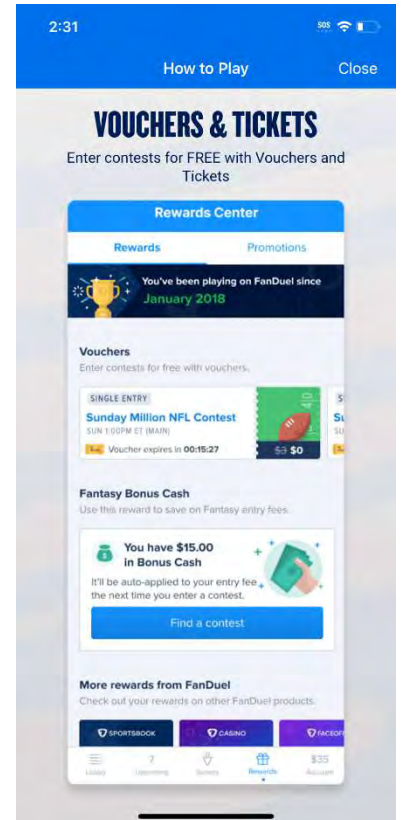 2:31
SOS
How to Play
Close
VOUCHERS & TICKETS
Enter contests for FREE with Vouchers and
Tickets
Rewards Center
Rewards
Promotions
You've been playing on FanDuel since
January 2018
Vouchers
Enter contests for free with vouchers.
SINGLE ENTRY
Sunday Million NFL Contest
SUN 1:00PM ET (MAIN)
Voucher expires in 00:15:27
$3 $0
Fantasy Bonus Cash
Use this reward to save on Fantasy entry fees.
You have $15.00
in Bonus Cash
It'll be auto-applied to your entry fee
the next time you enter a contest.
Find a contest
More rewards from FanDuel
Check out your rewards on other FanDuel products.
SPORTSBOOK
CASINO
FACEOF
7
$35
Lobby
Upcoming
Rewards
Account